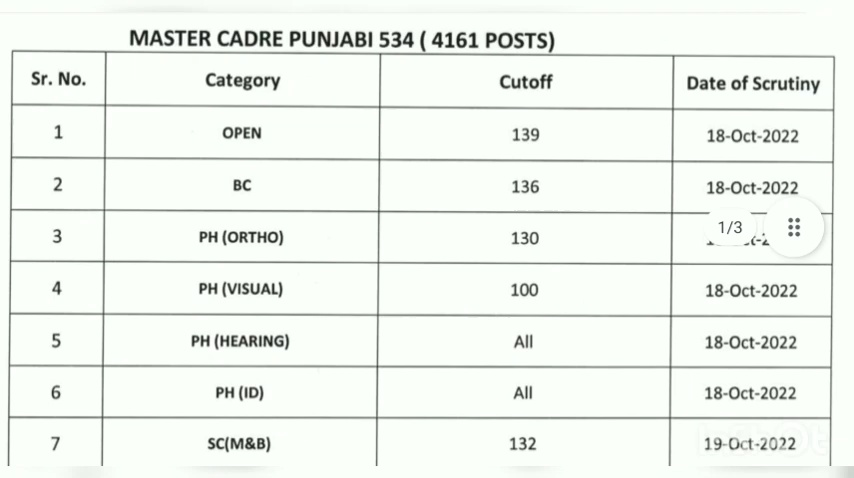 MASTER CADRE PUNJABI 534 ( 4161 POSTS)
Sr. No. Category Cutoff Date of Scrutiny
1 OPEN 139 18-Oct-2022
2 BC 136 18-Oct-2022
3 PH (ORTHO) 130
1/3
4 PH (VISUAL) 100 18-Oct-2022
5 PH (HEARING) All 18-Oct-2022
6 PH (ID) All 18-Oct-2022
7 SC(M&B) 132 19-Oct-2022